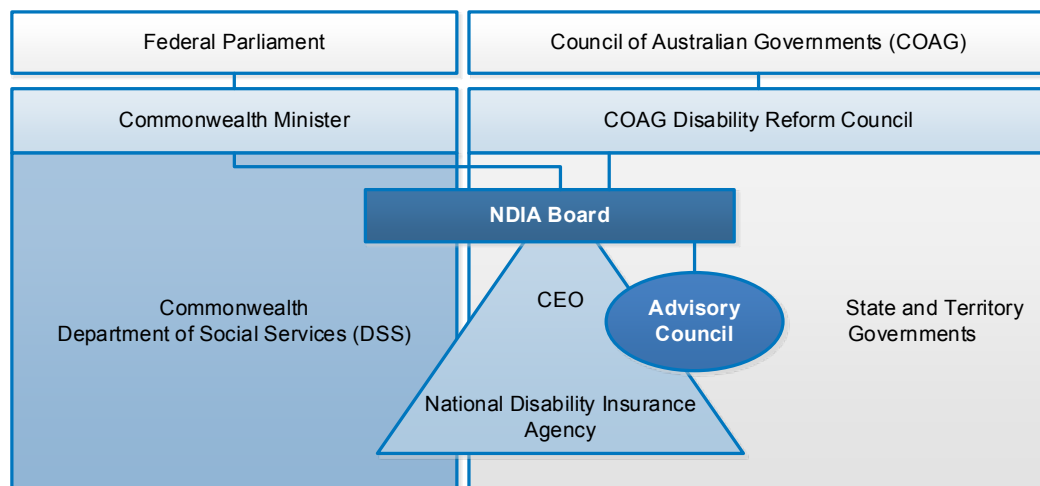 Federal Parliament
Council of Australian Governments (COAG)
Commonwealth Minister
COAG Disability Reform Council
NDIA Board
Commonwealth
Department of Social Services (DSS)
CEO
Advisory
Council
State and Territory
Governments
National Disability Insurance
Agency